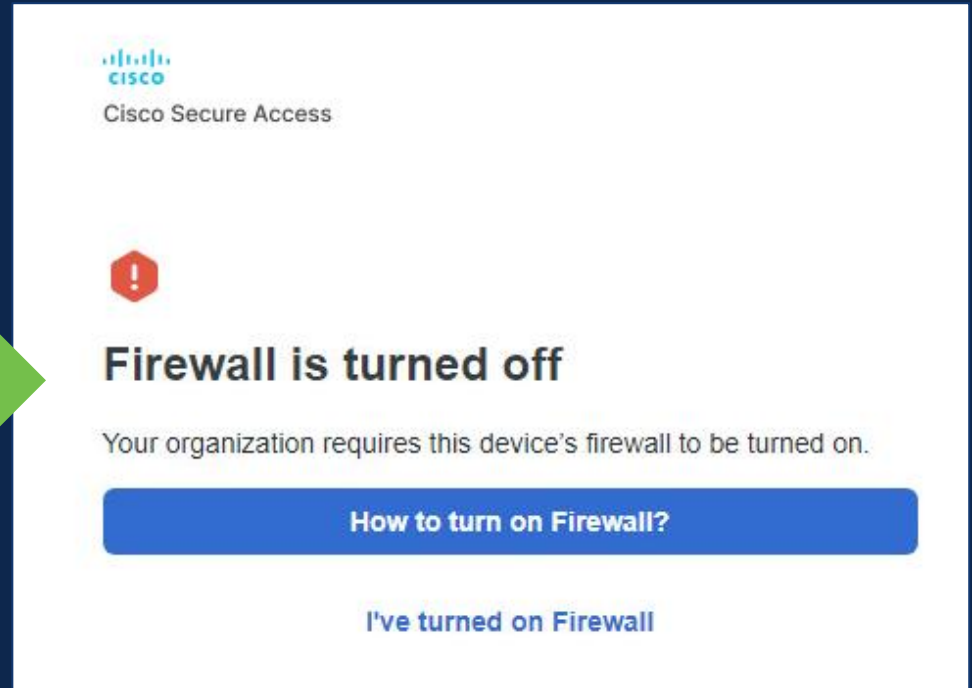 CISCO
Cisco Secure Access
!
Firewall is turned off
Your organization requires this device's firewall to be turned on.
How to turn on Firewall?
I've turned on Firewall